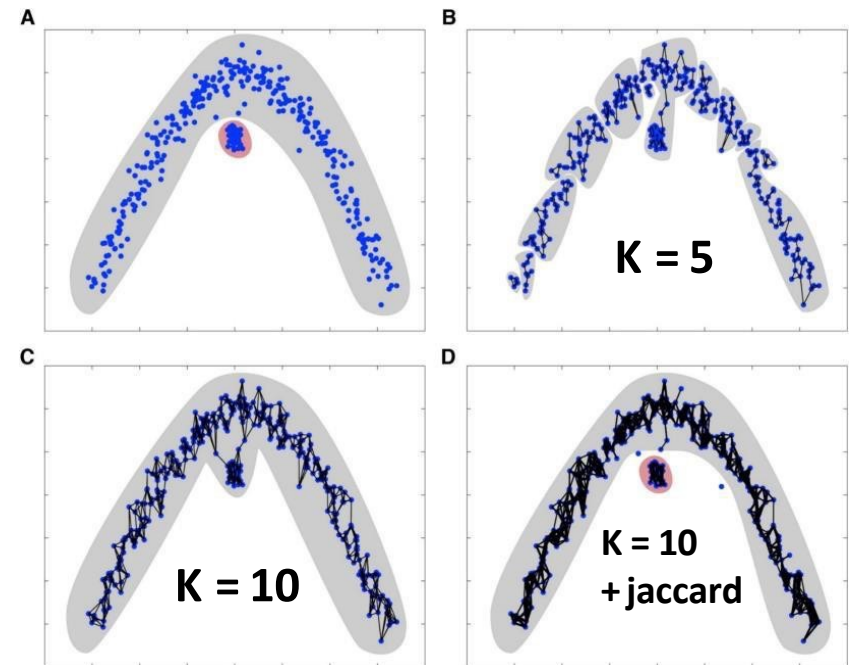 A
B
K = 5
C
D
K = 10
K = 10
+ jaccard